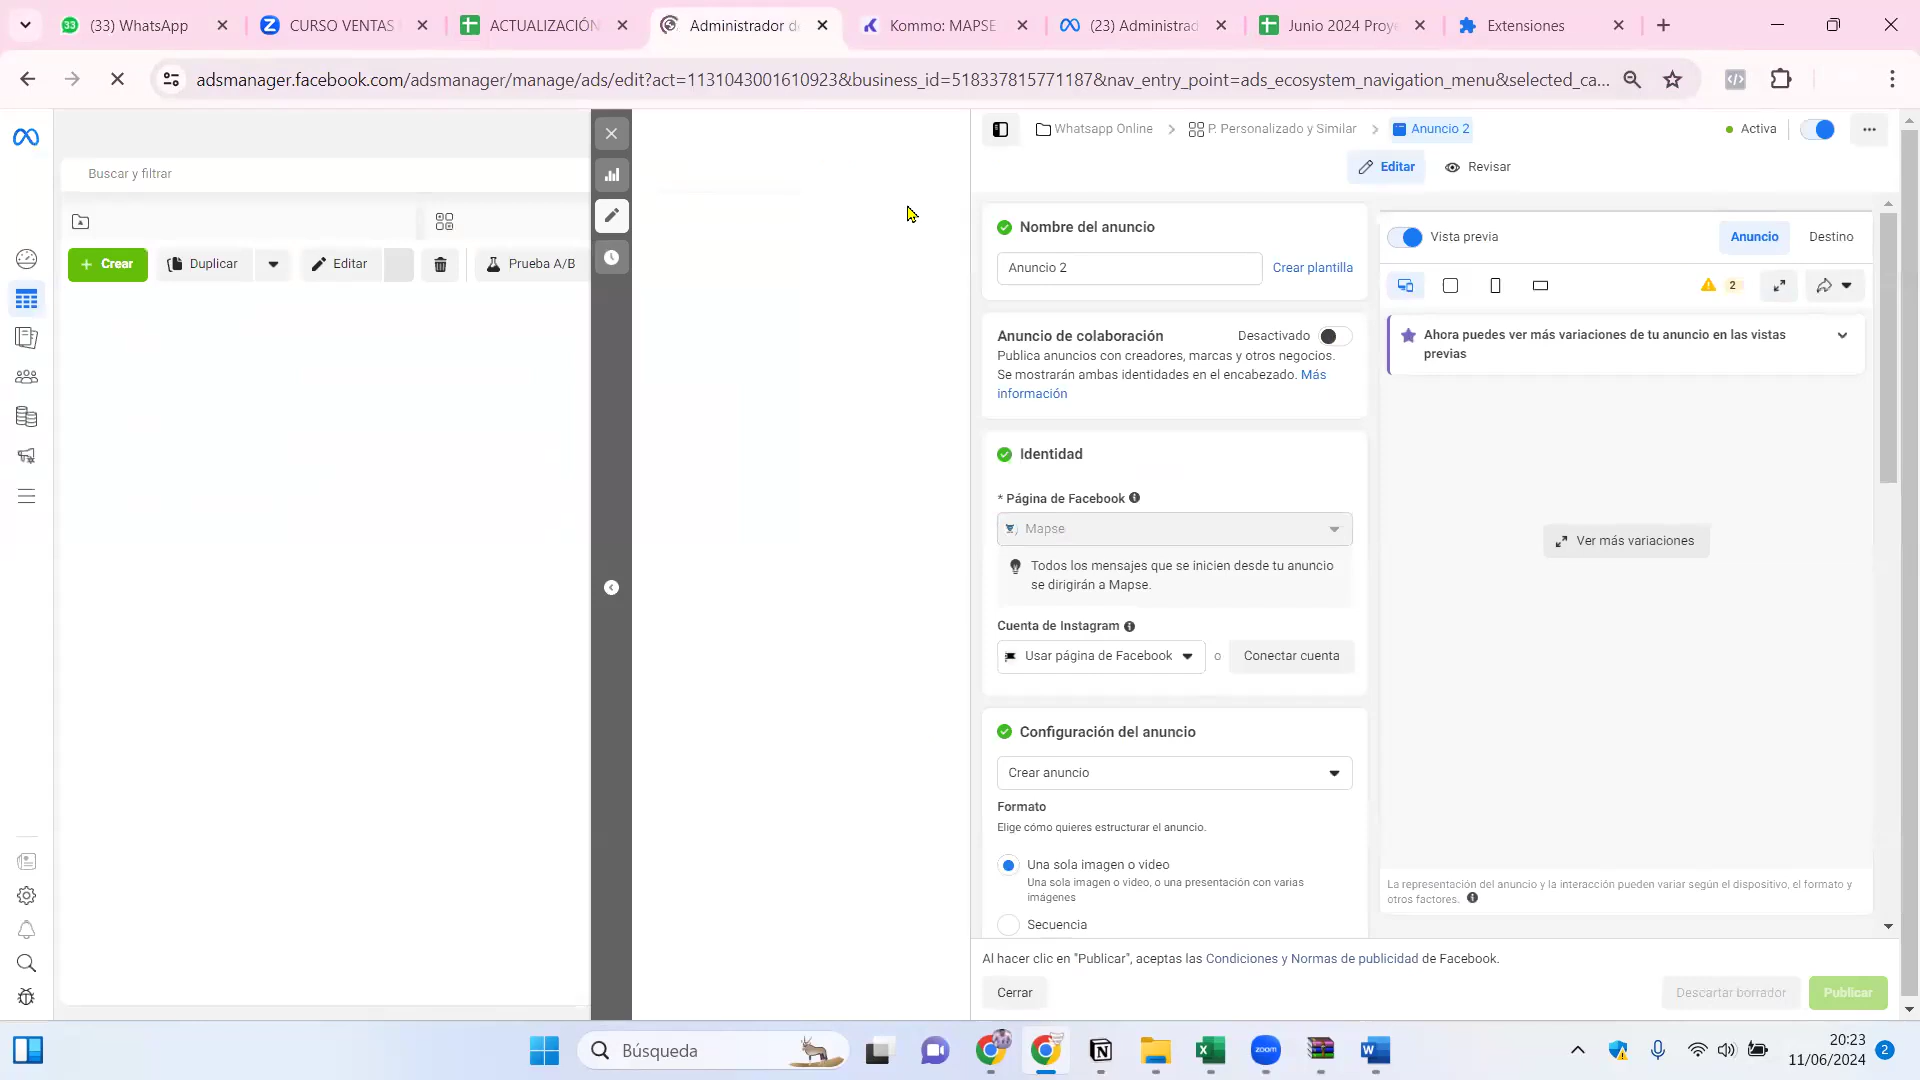 33 (33) WhatsApp
CURSO VENTAS
ACTUALIZACIÓN
Administrador d
Kommo: MAPSE
(23) Administrad
Junio 2024 Proye
Extensiones
adsmanager.facebook.com/adsmanager/manage/ads/edit?act=1131043001610923&business_id=518337815771187&nav_entry_point=ads_ecosystem_navigation_menu&selected_ca...
Whatsapp Online
P. Personalizado y Similar
Anuncio 2
Activa
Editar
Revisar
Buscar y filtrar
Crear
Duplicar
Editar
Prueba A/B
Nombre del anuncio
Anuncio 2
Crear plantilla
Anuncio de colaboración
Desactivado
Publica anuncios con creadores, marcas y otros negocios.
Se mostrarán ambas identidades en el encabezado. Más
información
Identidad
* Página de Facebook
Mapse
Todos los mensajes que se inicien desde tu anuncio
se dirigirán a Mapse.
Cuenta de Instagram
Usar página de Facebook
o
Conectar cuenta
Configuración del anuncio
Crear anuncio
Formato
Elige cómo quieres estructurar el anuncio.
Una sola imagen o video
Una sola imagen o video, o una presentación con varias
imágenes
Secuencia
Vista previa
Anuncio
Destino
2
Ahora puedes ver más variaciones de tu anuncio en las vistas
previas
Ver más variaciones
La representación del anuncio y la interacción pueden variar según el dispositivo, el formato y
otros factores.
Al hacer clic en "Publicar", aceptas las Condiciones y Normas de publicidad de Facebook.
Cerrar
Descartar borrador
Publicar
Búsqueda
zoom
20:23
11/06/2024
2